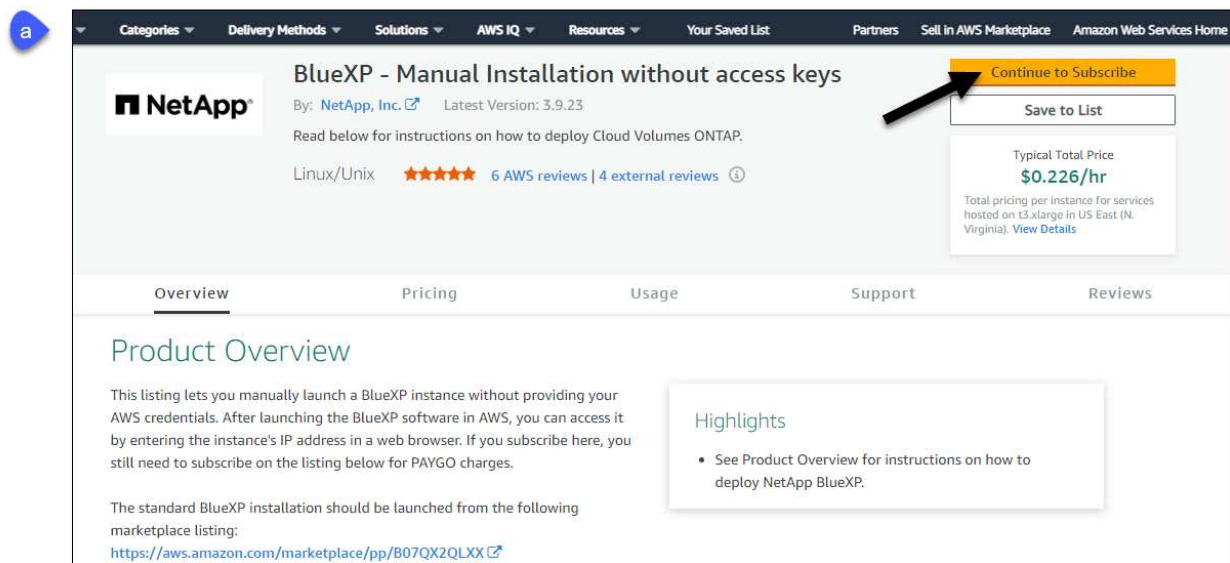 a
Categories Delivery Methods Solutions AWS IQ Resources Your Saved List Partners Sell in AWS Marketplace Amazon Web Services Home
NetApp
BlueXP - Manual Installation without access keys
By: NetApp, Inc. Latest Version: 3.9.23
Read below for instructions on how to deploy Cloud Volumes ONTAP.
Linux/Unix 6 AWS reviews | 4 external reviews
Continue to Subscribe
Save to List
Typical Total Price
$0.226/hr
Total pricing per instance for services
hosted on t3.xlarge in US East (N.
Virginia). View Details
Overview Pricing Usage Support Reviews
Product Overview
This listing lets you manually launch a BlueXP instance without providing your
AWS credentials. After launching the BlueXP software in AWS, you can access it
by entering the instance's IP address in a web browser. If you subscribe here, you
still need to subscribe on the listing below for PAYGO charges.
The standard BlueXP installation should be launched from the following
marketplace listing:
https://aws.amazon.com/marketplace/pp/B07QX2QLXX
Highlights
• See Product Overview for instructions on how to
deploy NetApp BlueXP.